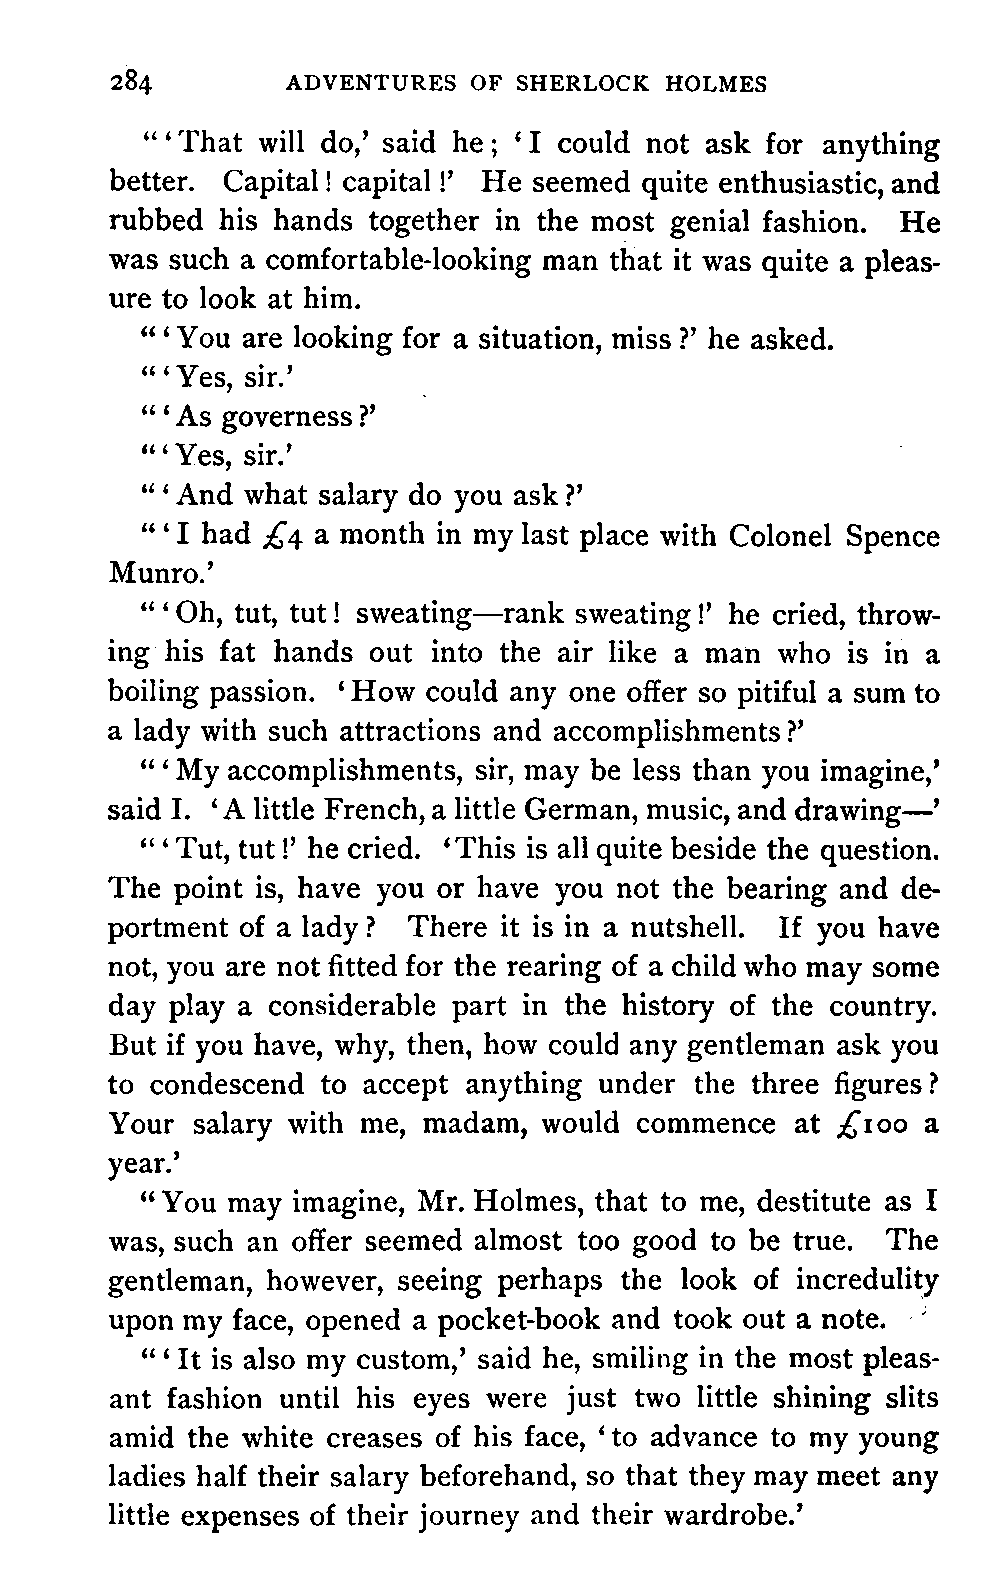 284 ADVENTURES OF SHERLOCK HOLMES
“‘That will do,’ said he; ‘I could not ask for anything
better. Capital! capital!’ He seemed quite enthusiastic, and
rubbed his hands together in the most genial fashion. He
was such a comfortable-looking man that it was quite a pleas-
ure to look at him.
“‘You are looking for a situation, miss?’ he asked.
“‘Yes, sir.’
“‘As governess?’
“‘Yes, sir.’
“‘And what salary do you ask?’
“‘I had £4 a month in my last place with Colonel Spence
Munro.’
“‘Oh, tut, tut! sweating—rank sweating!’ he cried, throw-
ing his fat hands out into the air like a man who is in a
boiling passion. ‘How could any one offer so pitiful a sum to
a lady with such attractions and accomplishments?’
“‘My accomplishments, sir, may be less than you imagine,’
said I. ‘A little French, a little German, music, and drawing—’
“‘Tut, tut!’ he cried. ‘This is all quite beside the question.
The point is, have you or have you not the bearing and de-
portment of a lady? There it is in a nutshell. If you have
not, you are not fitted for the rearing of a child who may some
day play a considerable part in the history of the country.
But if you have, why, then, how could any gentleman ask you
to condescend to accept anything under the three figures?
Your salary with me, madam, would commence at £100 a
year.’
“You may imagine, Mr. Holmes, that to me, destitute as I
was, such an offer seemed almost too good to be true. The
gentleman, however, seeing perhaps the look of incredulity
upon my face, opened a pocket-book and took out a note.
“‘It is also my custom,’ said he, smiling in the most pleas-
ant fashion until his eyes were just two little shining slits
amid the white creases of his face, ‘to advance to my young
ladies half their salary beforehand, so that they may meet any
little expenses of their journey and their wardrobe.’